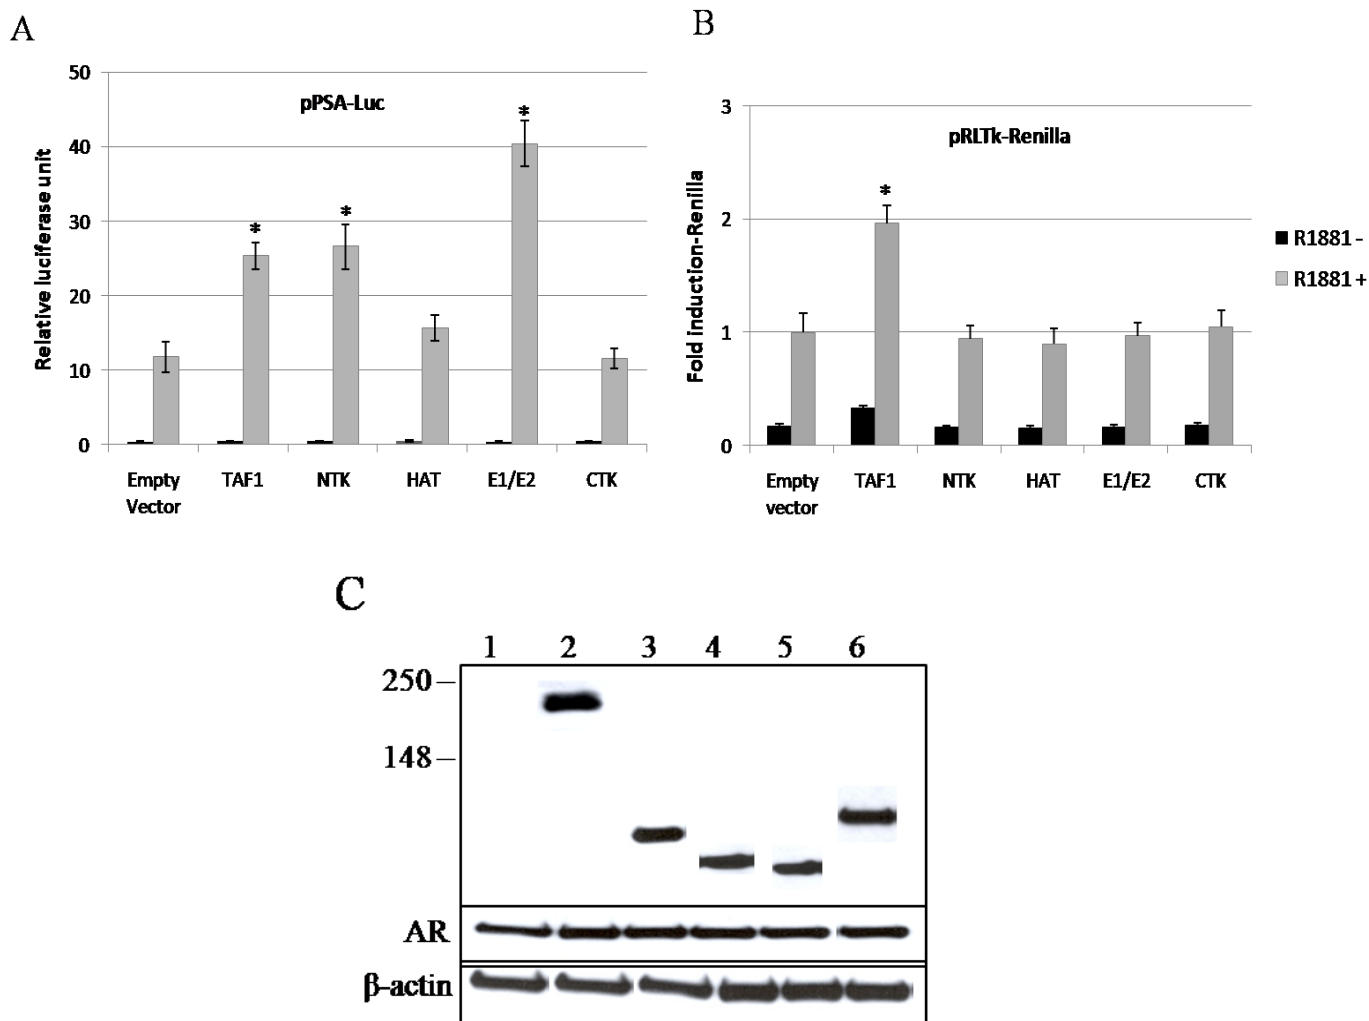 A
pPSA-Luc
Relative luciferase unit
50
40
30
20
10
0
*
*
*
Empty
Vector
TAF1
NTK
HAT
E1/E2
CTK
B
pRLTk-Renilla
Fold induction-Renilla
3
2
1
0
*
Empty
vector
TAF1
NTK
HAT
E1/E2
CTK
R1881 -
R1881 +
C
1 2 3 4 5 6
250
148
AR
β-actin